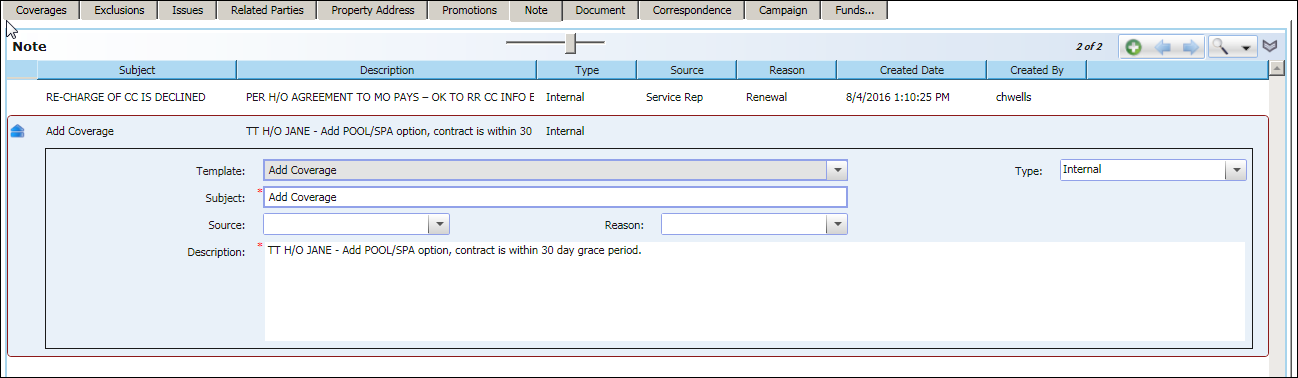 Coverages Exclusions Issues Related Parties Property Address Promotions Note Document Correspondence Campaign Funds...
Note 2 of 2
Subject Description Type Source Reason Created Date Created By
RE-CHARGE OF CC IS DECLINED PER H/O AGREEMENT TO MO PAYS – OK TO RR CC INFO E Internal Service Rep Renewal 8/4/2016 1:10:25 PM chwells
Add Coverage TT H/O JANE - Add POOL/SPA option, contract is within 30 Internal
Template: Add Coverage Type: Internal
Subject: * Add Coverage
Source: Reason:
Description: * TT H/O JANE - Add POOL/SPA option, contract is within 30 day grace period.